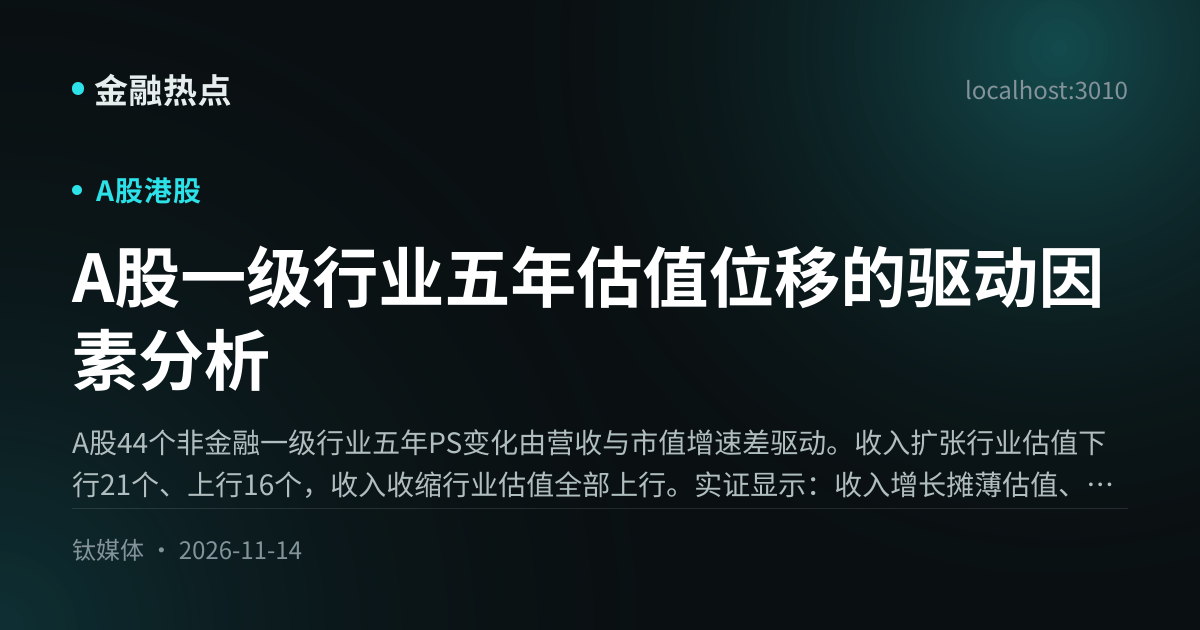 金融热点
localhost:3010
A股港股
A股一级行业五年估值位移的驱动因
素分析
A股44个非金融一级行业五年PS变化由营收与市值增速差驱动。收入扩张行业估值下
行21个、上行16个，收入收缩行业估值全部上行。实证显示：收入增长摊薄估值、…
钛媒体 · 2026-11-14